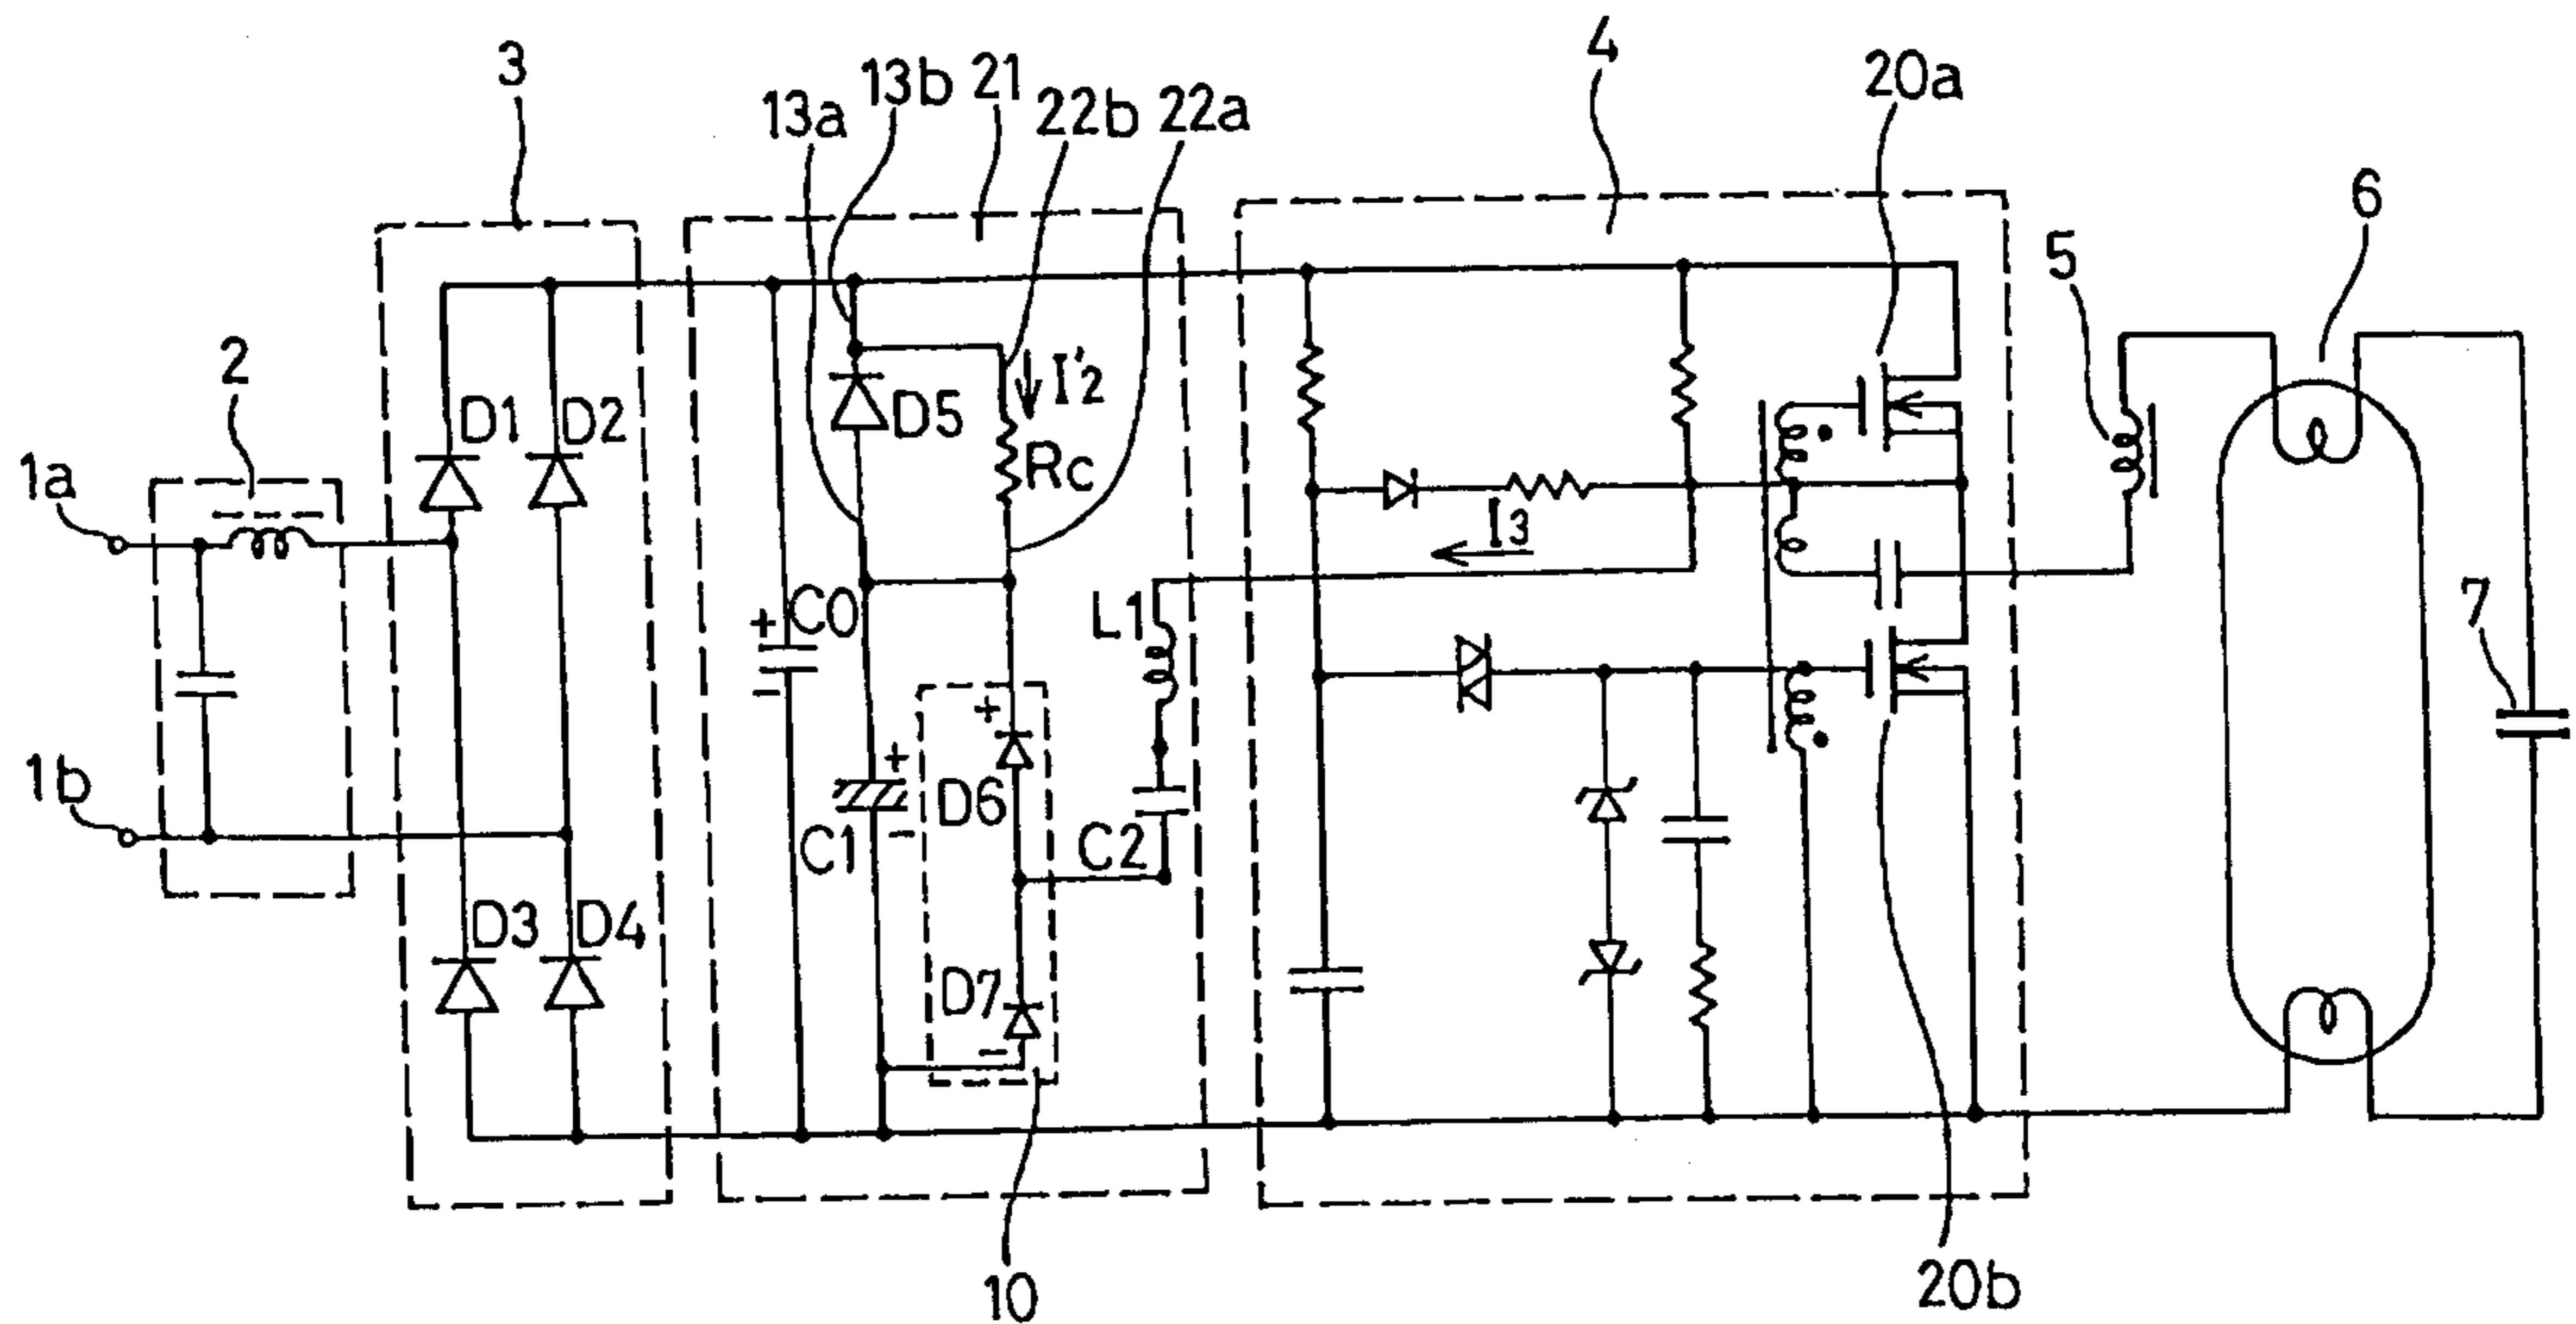 3
4
13a
13b
21
22b
22a
20a
6
5
2
D1
D2
D5
I'2
Rc
1a
I3
C0
+
-
L1
7
+
1b
+
D6
C1
-
C2
D3
D4
D7
-
10
20b